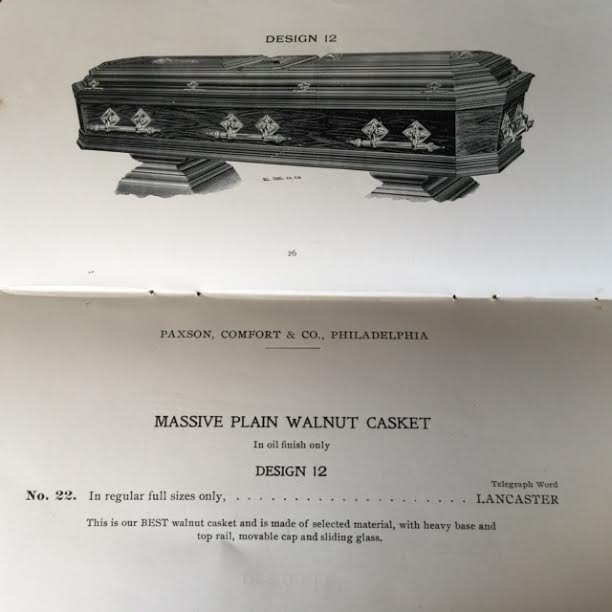 DESIGN 12
26
PAXSON, COMFORT & CO., PHILADELPHIA
MASSIVE PLAIN WALNUT CASKET
In oil finish only
DESIGN 12
Telegraph Word
No. 22. In regular full sizes only, . . . . . . . . . . . . . . . . . . . . . LANCASTER
This is our BEST walnut casket and is made of selected material, with heavy base and
top rail, movable cap and sliding glass.